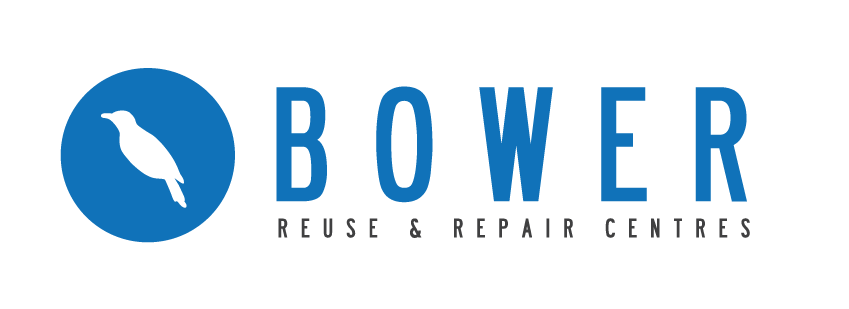 BOWER
REUSE & REPAIR CENTRES